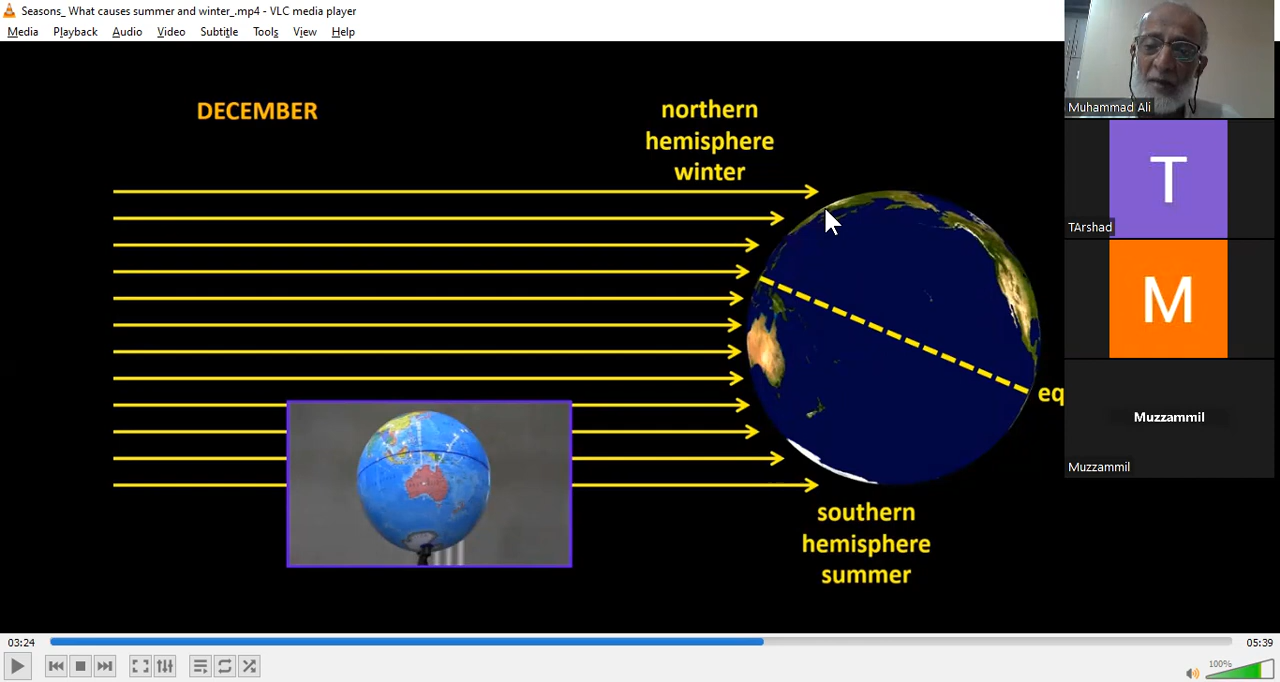 Seasons_ What causes summer and winter_.mp4 - VLC media player
Media Playback Audio Video Subtitle Tools View Help
DECEMBER
northern
hemisphere
winter
eq
southern
hemisphere
summer
Muhammad Ali
T
TArshad
M
Muzzammil
Muzzammil
03:24
05:39
100%